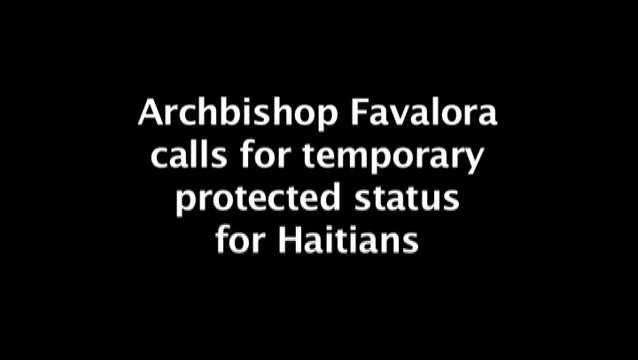 Archbishop Favalora
calls for temporary
protected status
for Haitians